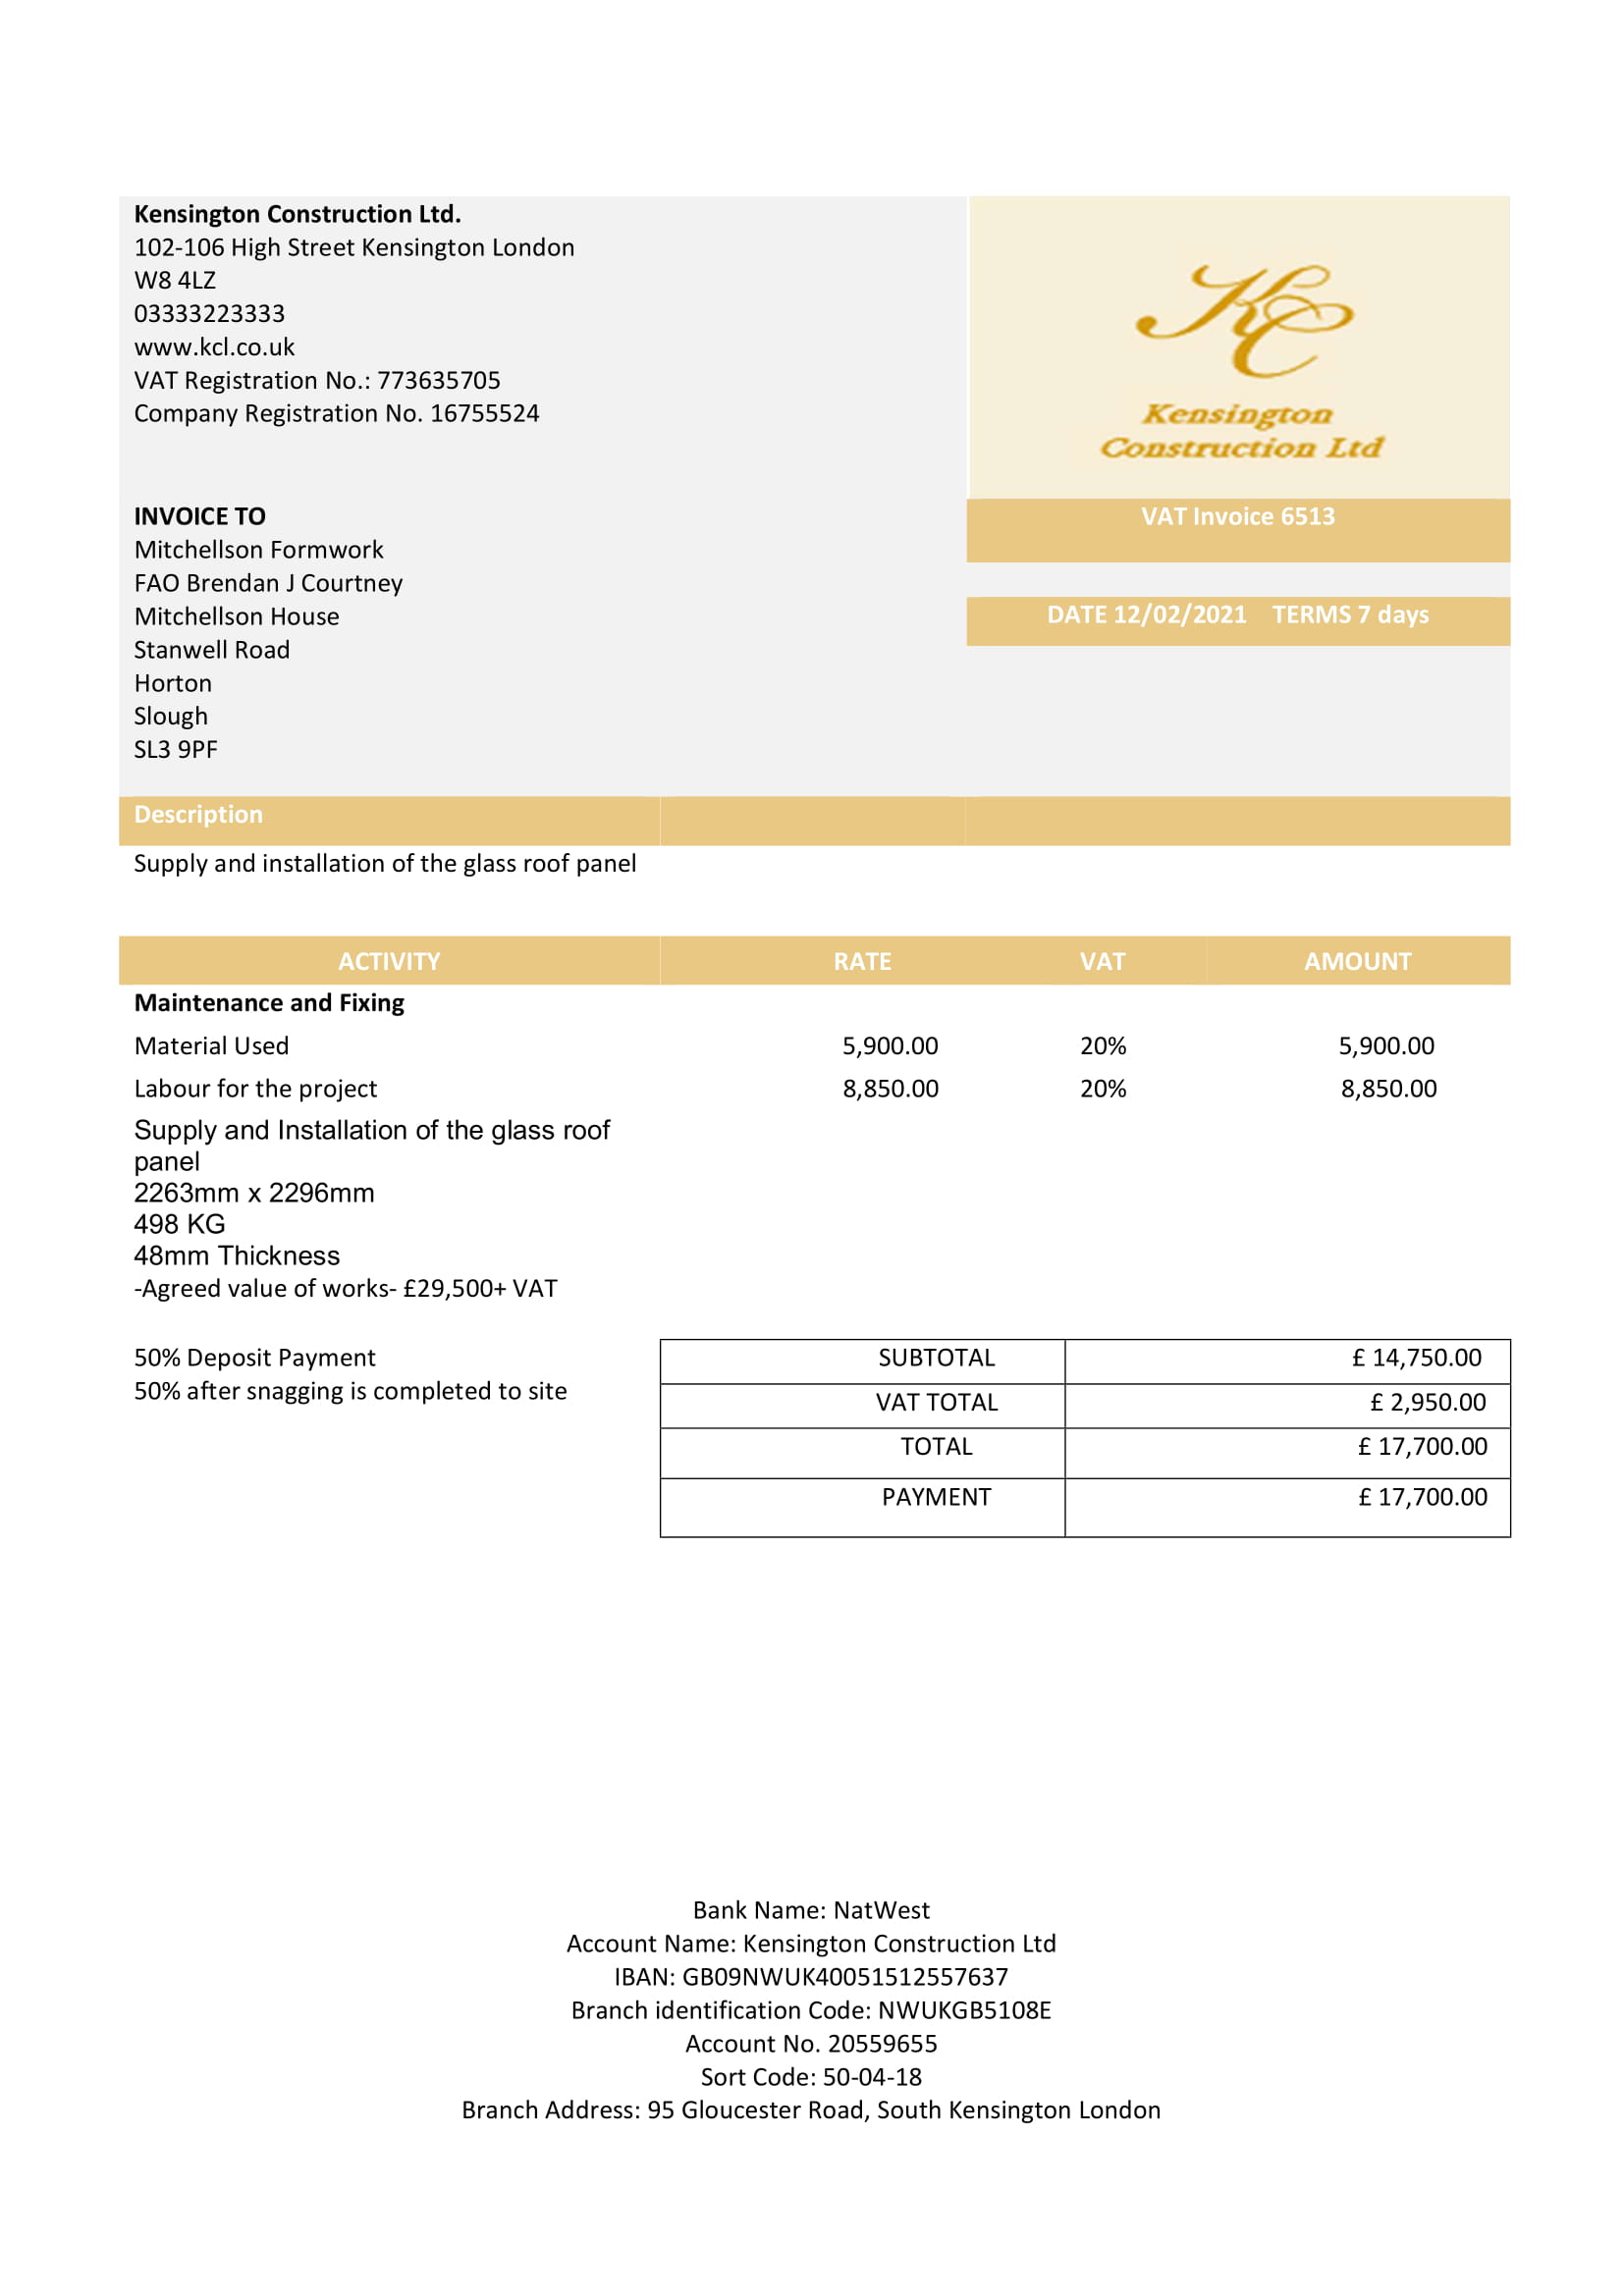 Kensington Construction Ltd.
102-106 High Street Kensington London
W8 4LZ
03333223333
www.kcl.co.uk
VAT Registration No.: 773635705
Company Registration No. 16755524
KC
Kensington
Construction Ltd
INVOICE TO
Mitchellson Formwork
FAO Brendan J Courtney
Mitchellson House
Stanwell Road
Horton
Slough
SL3 9PF
VAT Invoice 6513
DATE 12/02/2021 TERMS 7 days
Description
Supply and installation of the glass roof panel
ACTIVITY RATE VAT AMOUNT
Maintenance and Fixing
Material Used 5,900.00 20% 5,900.00
Labour for the project 8,850.00 20% 8,850.00
Supply and Installation of the glass roof
panel
2263mm x 2296mm
498 KG
48mm Thickness
-Agreed value of works- £29,500+ VAT
50% Deposit Payment
50% after snagging is completed to site
SUBTOTAL £ 14,750.00
VAT TOTAL £ 2,950.00
TOTAL £ 17,700.00
PAYMENT £ 17,700.00
Bank Name: NatWest
Account Name: Kensington Construction Ltd
IBAN: GB09NWUK40051512557637
Branch identification Code: NWUKGB5108E
Account No. 20559655
Sort Code: 50-04-18
Branch Address: 95 Gloucester Road, South Kensington London